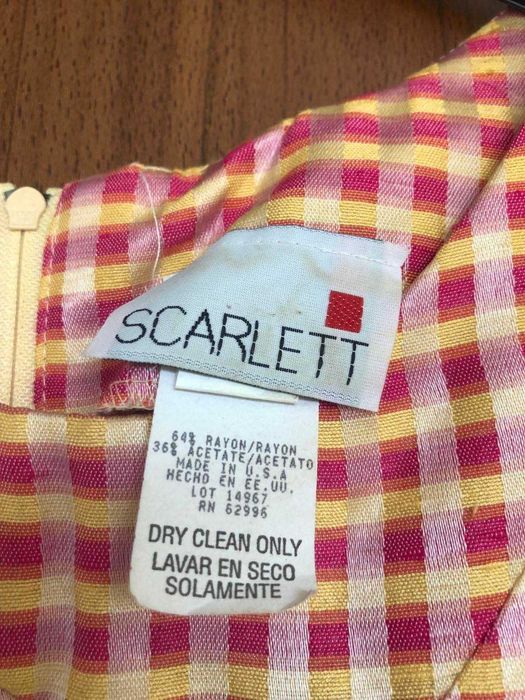 SCARLETT
64% RAYON/RAYON
36% ACETATE/ACETATO
MADE IN U.S.A
HECHO EN EE.UU.
LOT 14967
RN 62996
DRY CLEAN ONLY
LAVAR EN SECO
SOLAMENTE